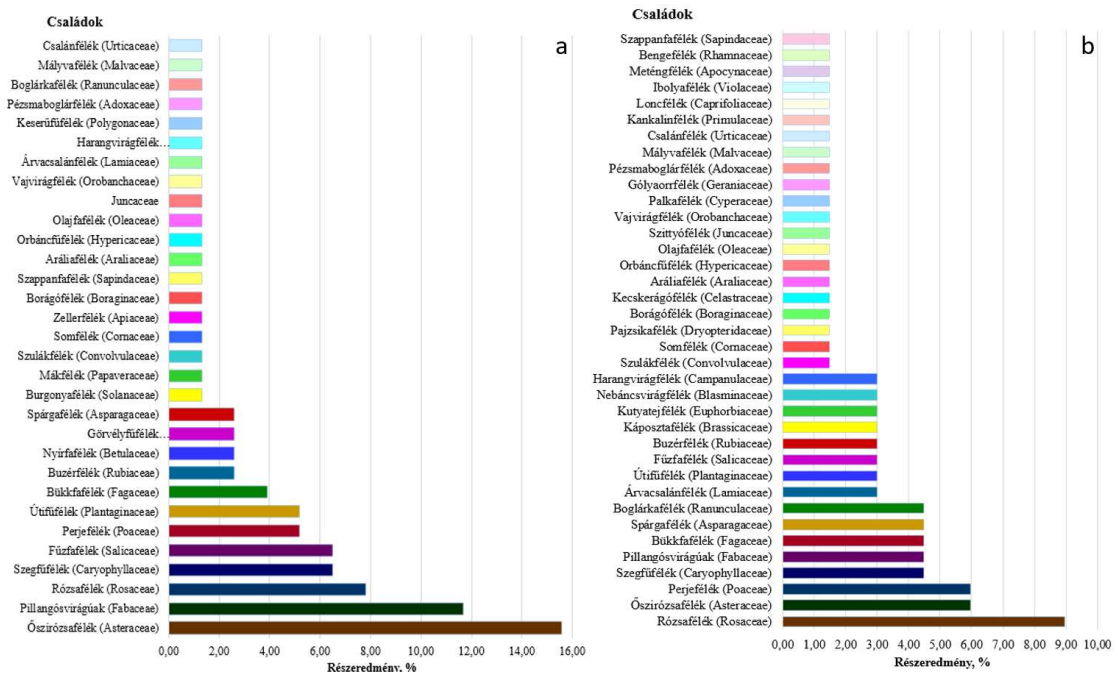 Családok
a
Csalánfélék (Urticaceae)
Mályvafélék (Malvaceae)
Boglárkafélék (Ranunculaceae)
Pézsmaboglárfélék (Adoxaceae)
Keserűfüfélék (Polygonaceae)
Harangvirágfélék...
Árvacsalánfélék (Lamiaceae)
Vajvirágfélék (Orobanchaceae)
Juncaceae
Olajfafélék (Oleaceae)
Orbáncfűfélék (Hypericaceae)
Aráliafélék (Araliaceae)
Szappanfafélék (Sapindaceae)
Borágófélék (Boraginaceae)
Zellerfélék (Apiaceae)
Somfélék (Cornaceae)
Szulákfélék (Convolvulaceae)
Mákfélék (Papaveraceae)
Burgonyafélék (Solanaceae)
Spárgafélék (Asparagaceae)
Görvélyfűfélék...
Nyírfafélék (Betulaceae)
Buzérfélék (Rubiaceae)
Bükkfafélék (Fagaceae)
Útifűfélék (Plantaginaceae)
Perjefélék (Poaceae)
Fűzfafélék (Salicaceae)
Szegfűfélék (Caryophyllaceae)
Rózsafélék (Rosaceae)
Pillangósvirágúak (Fabaceae)
Őszirózsafélék (Asteraceae)
0,00 2,00 4,00 6,00 8,00 10,00 12,00 14,00 16,00
Részeredmény, %
Családok
b
Szappanfafélék (Sapindaceae)
Bengefélék (Rhamnaceae)
Meténgfélék (Apocynaceae)
Ibolyafélék (Violaceae)
Loncfélék (Caprifoliaceae)
Kankalinfélék (Primulaceae)
Csalánfélék (Urticaceae)
Mályvafélék (Malvaceae)
Pézsmaboglárfélék (Adoxaceae)
Gólyaorrfélék (Geraniaceae)
Palkafélék (Cyperaceae)
Vajvirágfélék (Orobanchaceae)
Szittyófélék (Juncaceae)
Olajfafélék (Oleaceae)
Orbáncfűfélék (Hypericaceae)
Aráliafélék (Araliaceae)
Kecskerágófélék (Celastraceae)
Borágófélék (Boraginaceae)
Pajzsikafélék (Dryopteridaceae)
Somfélék (Cornaceae)
Szulákfélék (Convolvulaceae)
Harangvirágfélék (Campanulaceae)
Nebáncsvirágfélék (Blasminaceae)
Kutyatejfélék (Euphorbiaceae)
Káposztafélék (Brassicaceae)
Buzérfélék (Rubiaceae)
Fűzfafélék (Salicaceae)
Útifűfélék (Plantaginaceae)
Árvacsalánfélék (Lamiaceae)
Boglárkafélék (Ranunculaceae)
Spárgafélék (Asparagaceae)
Bükkfafélék (Fagaceae)
Pillangósvirágúak (Fabaceae)
Szegfűfélék (Caryophyllaceae)
Perjefélék (Poaceae)
Őszirózsafélék (Asteraceae)
Rózsafélék (Rosaceae)
0,00 1,00 2,00 3,00 4,00 5,00 6,00 7,00 8,00 9,00 10,00
Részeredmény, %